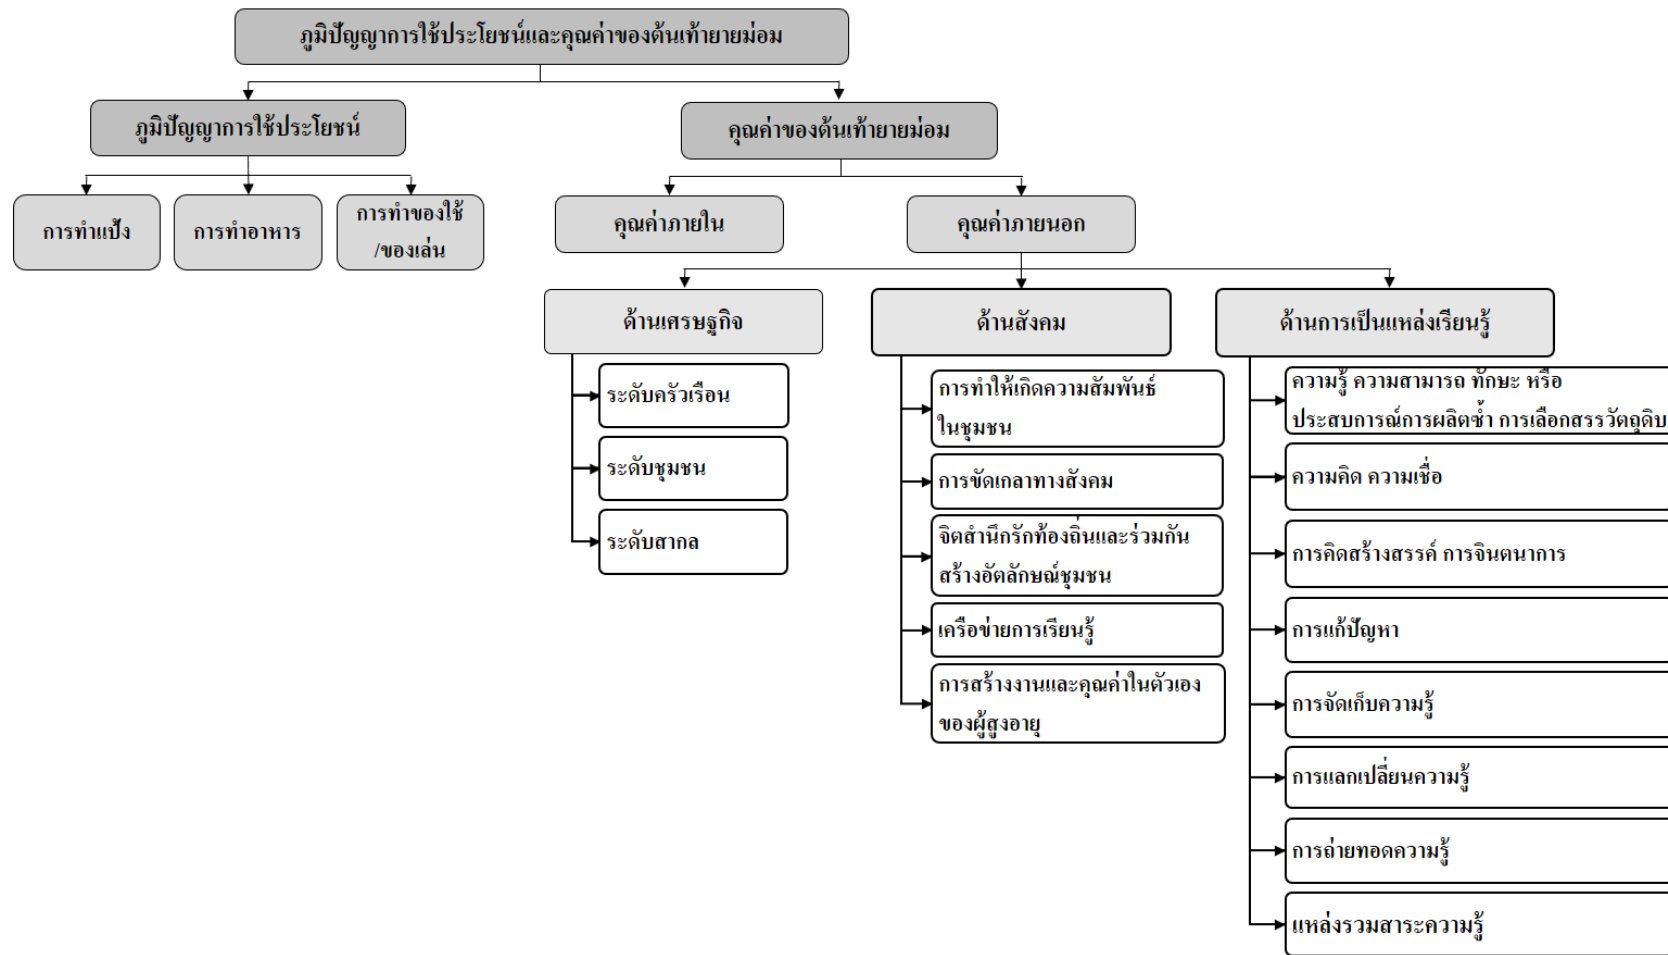 ภูมิปัญญาการใช้ประโยชน์และคุณค่าของต้นเท้ายายม่อม
ภูมิปัญญาการใช้ประโยชน์
คุณค่าของต้นเท้ายายม่อม
การทำแป้ง
การทำอาหาร
การทำของใช้
/ของเล่น
คุณค่าภายใน
คุณค่าภายนอก
ด้านเศรษฐกิจ
ระดับครัวเรือน
ระดับชุมชน
ระดับสากล
ด้านสังคม
การทำให้เกิดความสัมพันธ์
ในชุมชน
การขัดเกลาทางสังคม
จิตสำนึกรักท้องถิ่นและร่วมกัน
สร้างอัตลักษณ์ชุมชน
เครือข่ายการเรียนรู้
การสร้างงานและคุณค่าในตัวเอง
ของผู้สูงอายุ
ด้านการเป็นแหล่งเรียนรู้
ความรู้ ความสามารถ ทักษะ หรือ
ประสบการณ์การผลิตซ้ำ การเลือกสรรวัตถุดิบ
ความคิด ความเชื่อ
การคิดสร้างสรรค์ การจินตนาการ
การแก้ปัญหา
การจัดเก็บความรู้
การแลกเปลี่ยนความรู้
การถ่ายทอดความรู้
แหล่งรวมสาระความรู้